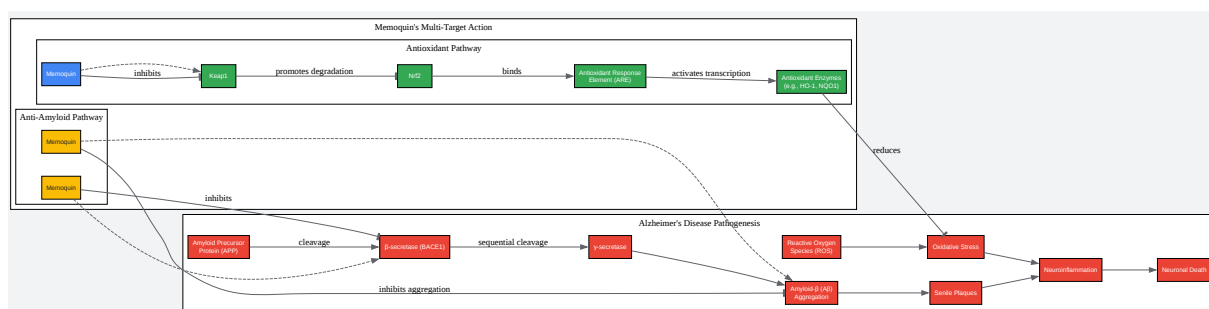 Memoquin's Multi-Target Action
Antioxidant Pathway
Memoquin
inhibits
Keap1
promotes degradation
Nrf2
binds
Antioxidant Response
Element (ARE)
activates transcription
Antioxidant Enzymes
(e.g., HO-1, NQO1)
Anti-Amyloid Pathway
Memoquin
reduces
Memoquin
inhibits
Alzheimer's Disease Pathogenesis
Amyloid Precursor
Protein (APP)
cleavage
β-secretase (BACE1)
sequential cleavage
γ-secretase
Reactive Oxygen
Species (ROS)
Oxidative Stress
Neuroinflammation
Neuronal Death
inhibits aggregation
Amyloid-β (Aβ)
Aggregation
Senile Plaques